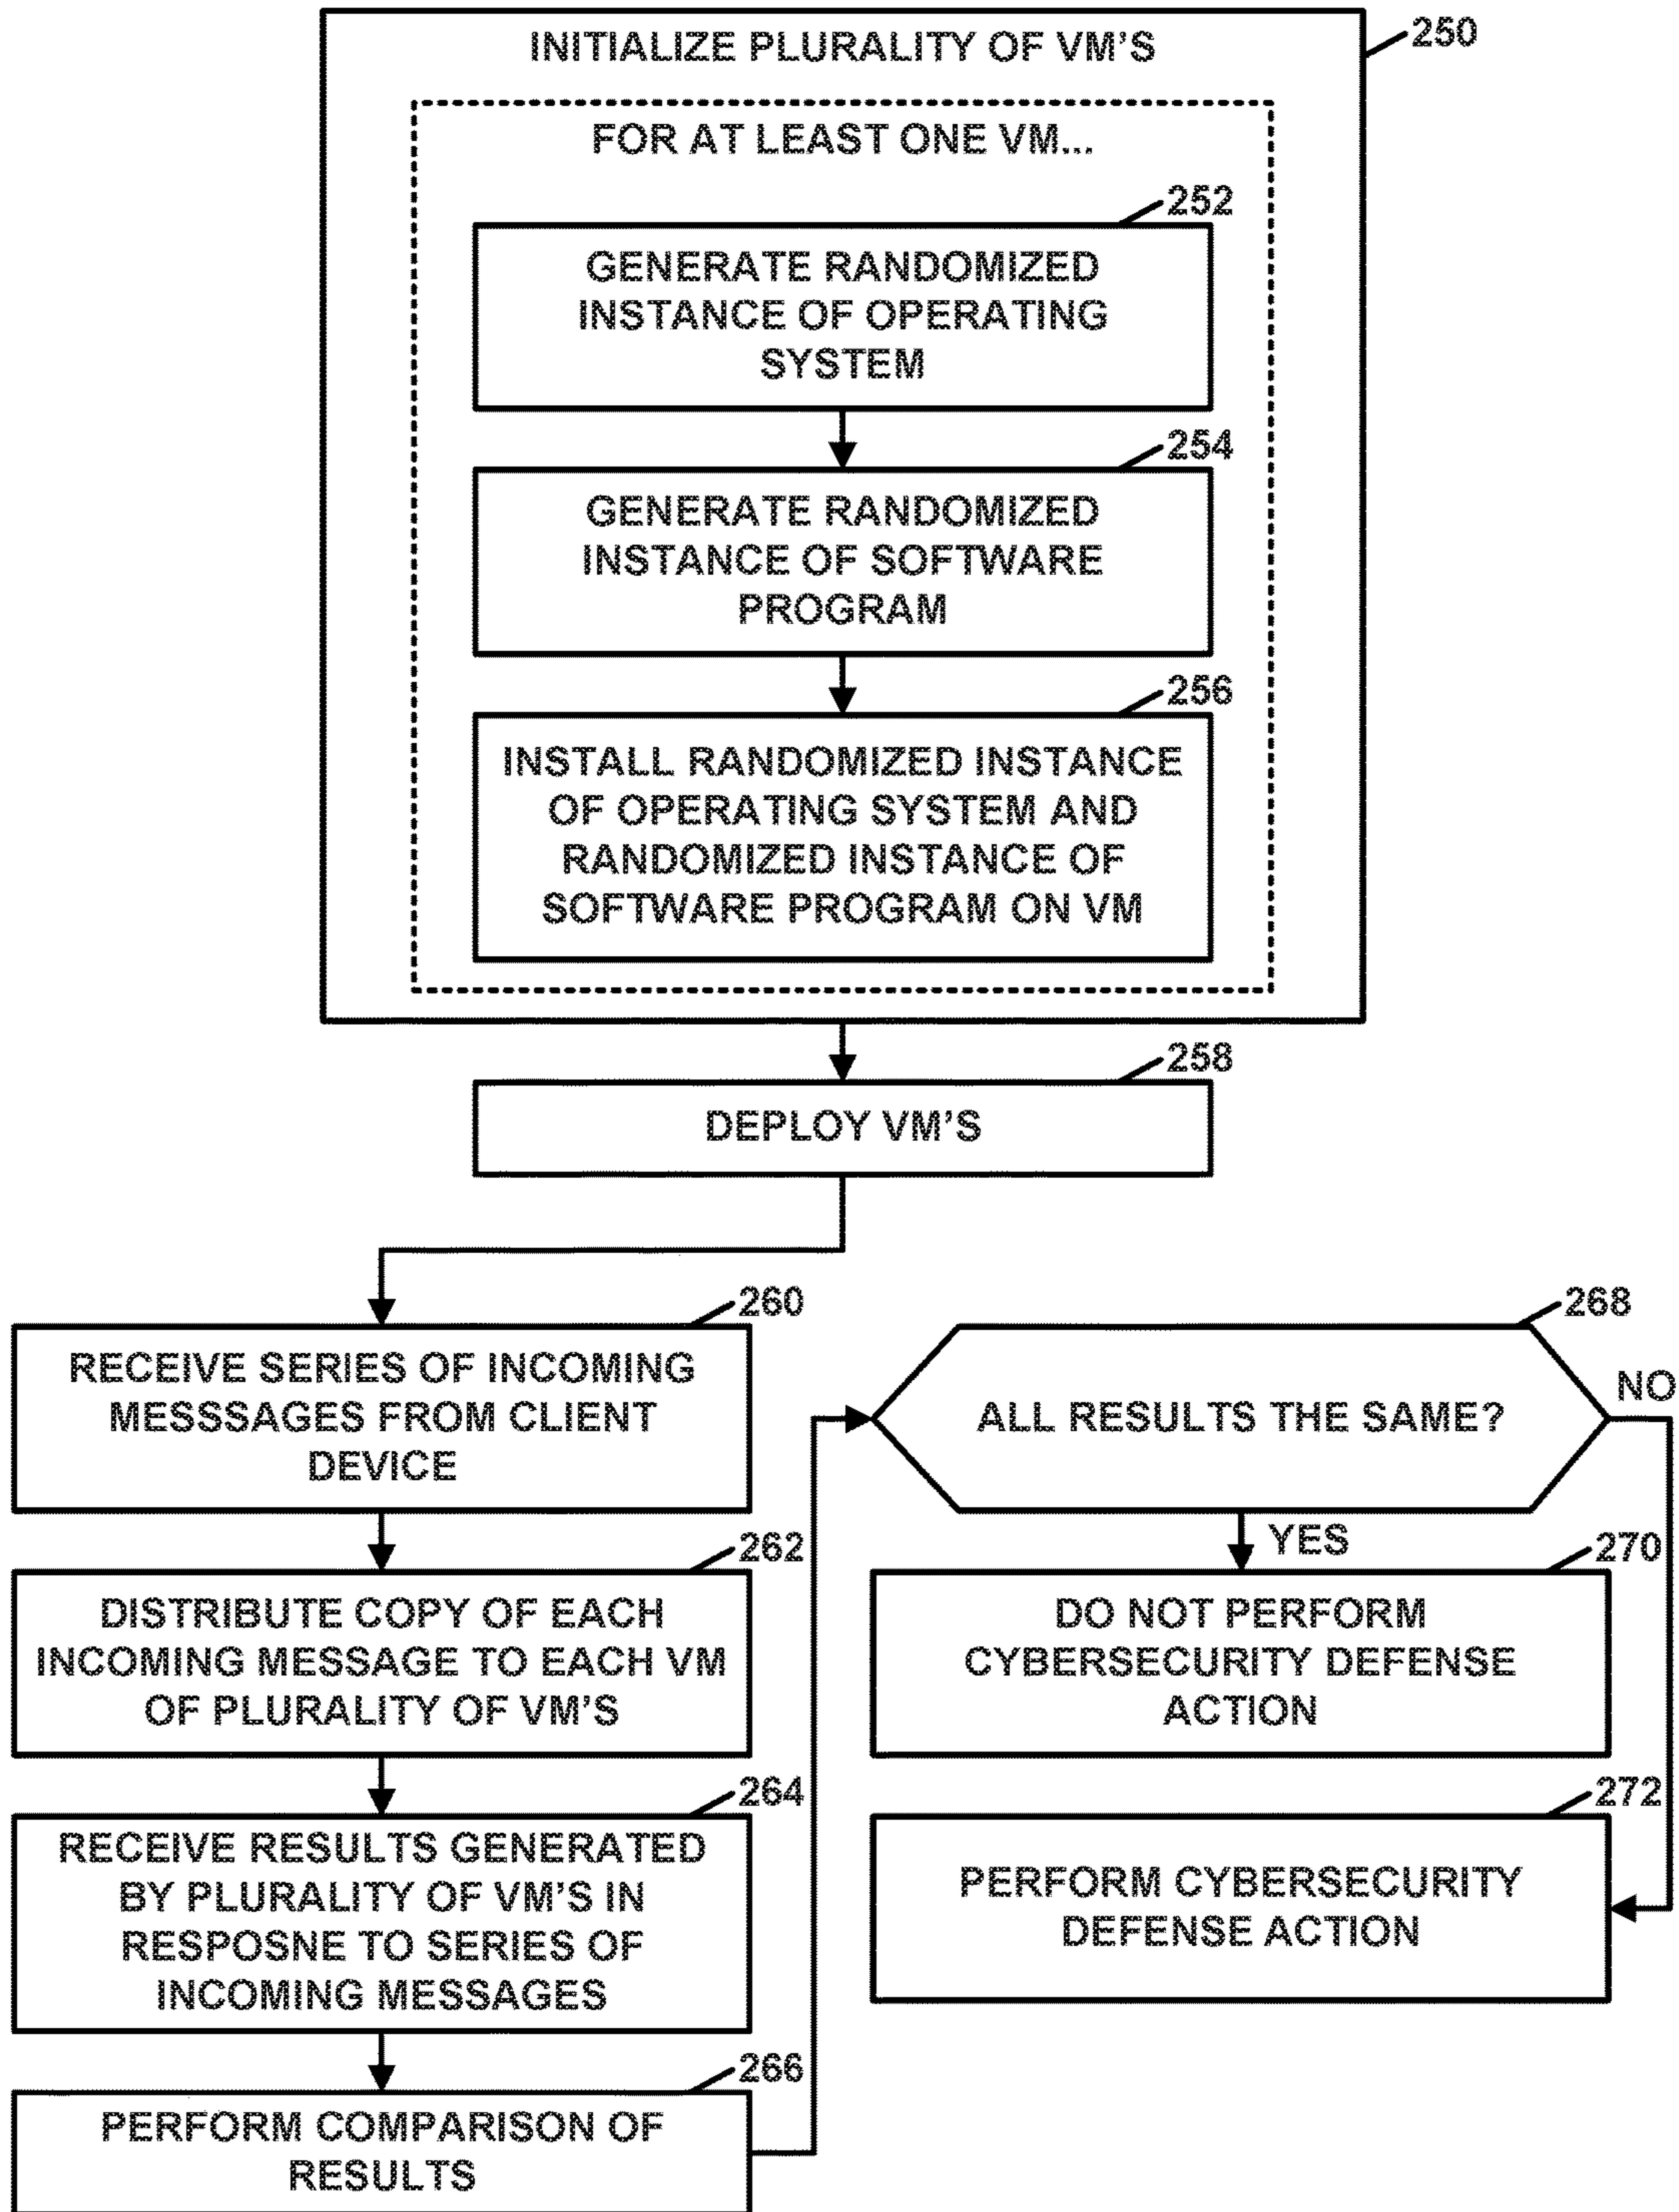 INITIALIZE PLURALITY OF VM'S
250
FOR AT LEAST ONE VM...
252
GENERATE RANDOMIZED
INSTANCE OF OPERATING
SYSTEM
254
GENERATE RANDOMIZED
INSTANCE OF SOFTWARE
PROGRAM
256
INSTALL RANDOMIZED INSTANCE
OF OPERATING SYSTEM AND
RANDOMIZED INSTANCE OF
SOFTWARE PROGRAM ON VM
258
DEPLOY VM'S
260
RECEIVE SERIES OF INCOMING
MESSSAGES FROM CLIENT
DEVICE
262
DISTRIBUTE COPY OF EACH
INCOMING MESSAGE TO EACH VM
OF PLURALITY OF VM'S
264
RECEIVE RESULTS GENERATED
BY PLURALITY OF VM'S IN
RESPOSNE TO SERIES OF
INCOMING MESSAGES
266
PERFORM COMPARISON OF
RESULTS
268
ALL RESULTS THE SAME?
NO
YES
270
DO NOT PERFORM
CYBERSECURITY DEFENSE
ACTION
272
PERFORM CYBERSECURITY
DEFENSE ACTION